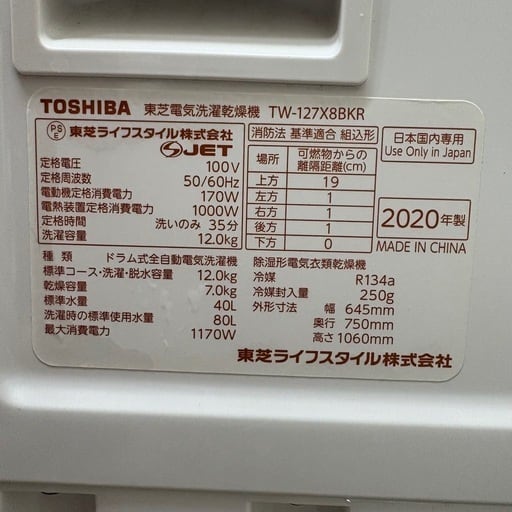 TOSHIBA 東芝電気洗濯乾燥機 TW-127X8BKR
PS
E
東芝ライフスタイル株式会社
SJET
定格電圧 100V
定格周波数 50/60Hz
電動機定格消費電力 170W
電熱装置定格消費電力 1000W
定格時間 洗いのみ 35分
洗濯容量 12.0kg
消防法 基準適合 組込形
場所 可燃物からの離隔距離(cm)
上方 19
左方 1
右方 1
後方 1
下方 0
日本国内専用
Use Only in Japan
2020年製
MADE IN CHINA
種類 ドラム式全自動電気洗濯機
標準コース・洗濯・脱水容量 12.0kg
乾燥容量 7.0kg
標準水量 40L
洗濯時の標準使用水量 80L
最大消費電力 1170W
除湿形電気衣類乾燥機
冷媒 R134a
冷媒封入量 250g
外形寸法 幅 645mm
奥行 750mm
高さ 1060mm
東芝ライフスタイル株式会社